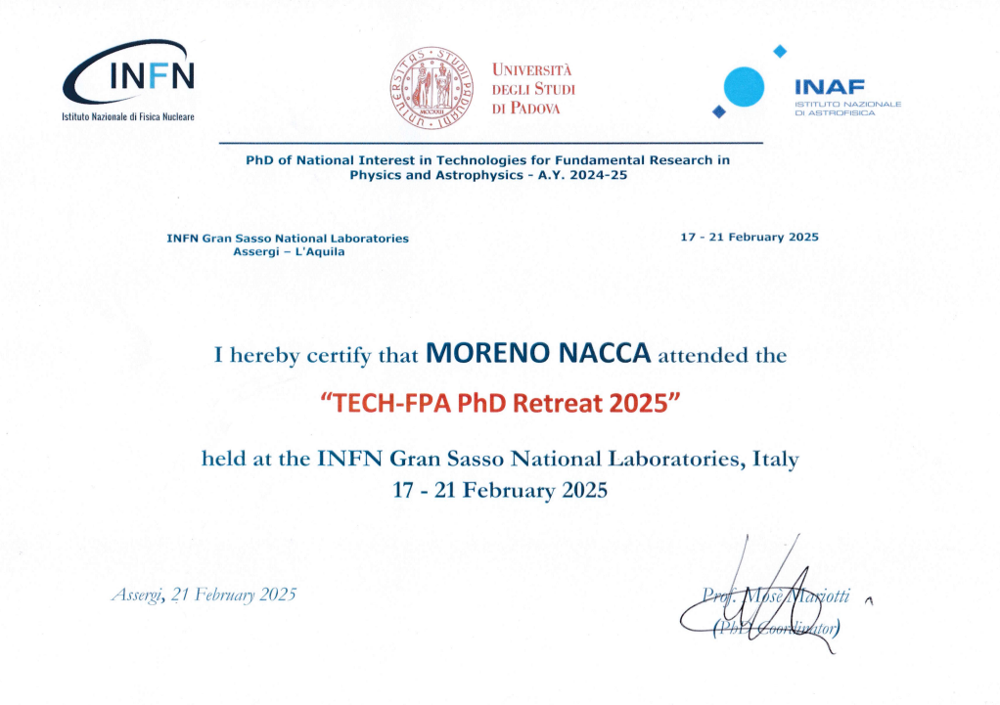 INFN
Istituto Nazionale di Fisica Nucleare
UNIVERSITAS STUDII PADUANI
MCCXXII
UNIVERSITÀ
DEGLI STUDI
DI PADOVA
INAF
ISTITUTO NAZIONALE
DI ASTROFISICA
PhD of National Interest in Technologies for Fundamental Research in
Physics and Astrophysics - A.Y. 2024-25
INFN Gran Sasso National Laboratories
Assergi – L'Aquila
17 - 21 February 2025
I hereby certify that MORENO NACCA attended the
“TECH-FPA PhD Retreat 2025”
held at the INFN Gran Sasso National Laboratories, Italy
17 - 21 February 2025
Assergi, 21 February 2025
Prof. Mosè Mariotti
(PhD Coordinator)